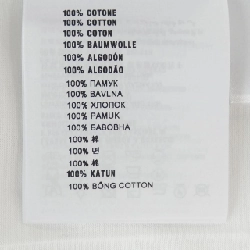 100% COTONE
100% COTTON
100% COTON
100% BAUMWOLLE
100% ALGODÓN
100% ALGODÃO
100% ПАМУК
100% BAVLNA
100% ХЛОПОК
100% PAMUK
100% БАВОВНА
100% 棉
100% 면
100% 棉
100% KATUN
100% BÔNG COTTON